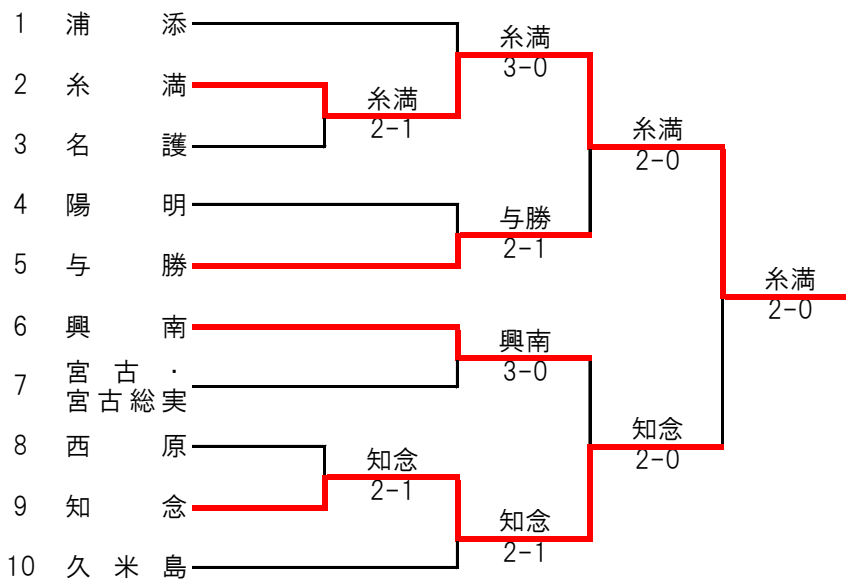 1 浦添
2 糸満
3 名護
4 陽明
5 与勝
6 興南
7 宮古・
宮古総実
8 西原
9 知念
10 久米島
糸満
2-1
知念
2-1
糸満
3-0
与勝
2-1
興南
3-0
知念
2-1
糸満
2-0
知念
2-0
糸満
2-0